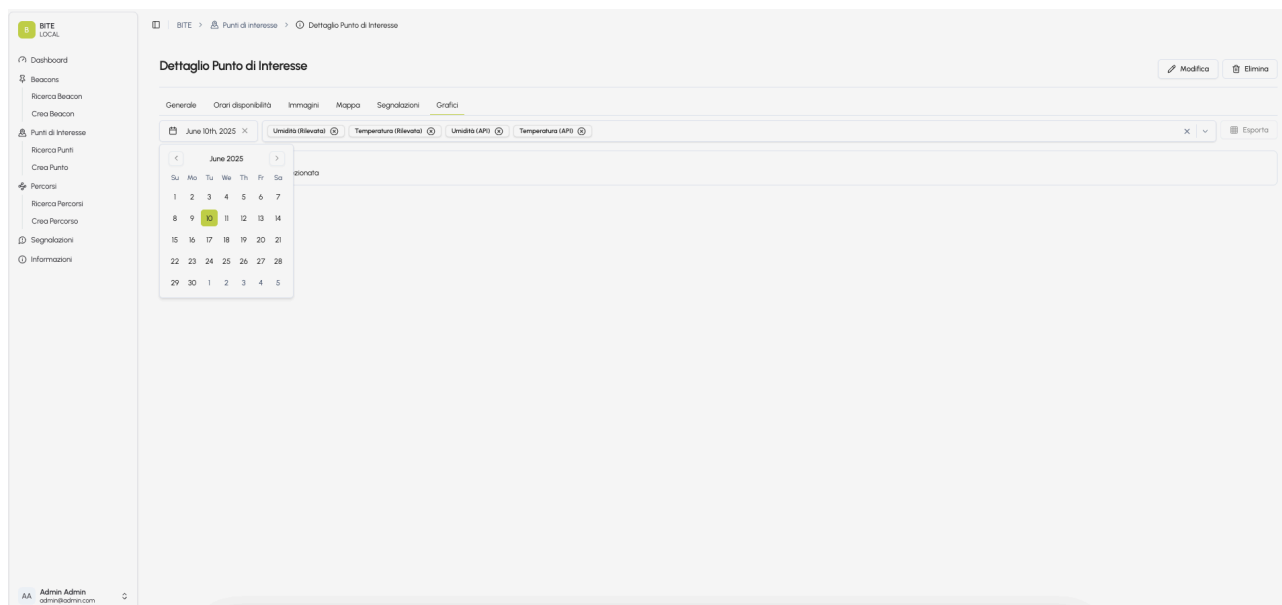 B
BITE
LOCAL
BITE > Punti di interesse > Dettaglio Punto di Interesse
Dashboard
Beacons
Ricerca Beacon
Crea Beacon
Punti di Interesse
Ricerca Punti
Crea Punto
Percorsi
Ricerca Percorsi
Crea Percorso
Segnalazioni
Informazioni
AA
Admin Admin
admin@admin.com
Dettaglio Punto di Interesse
Modifica
Elimina
Generale Orari disponibilità Immagini Mappa Segnalazioni Grafici
June 10th, 2025
Umidità (Rilevata) Temperatura (Rilevata) Umidità (API) Temperatura (API)
Esporta
June 2025
Su Mo Tu We Th Fr Sa
1 2 3 4 5 6 7
8 9 10 11 12 13 14
15 16 17 18 19 20 21
22 23 24 25 26 27 28
29 30 1 2 3 4 5
zionata